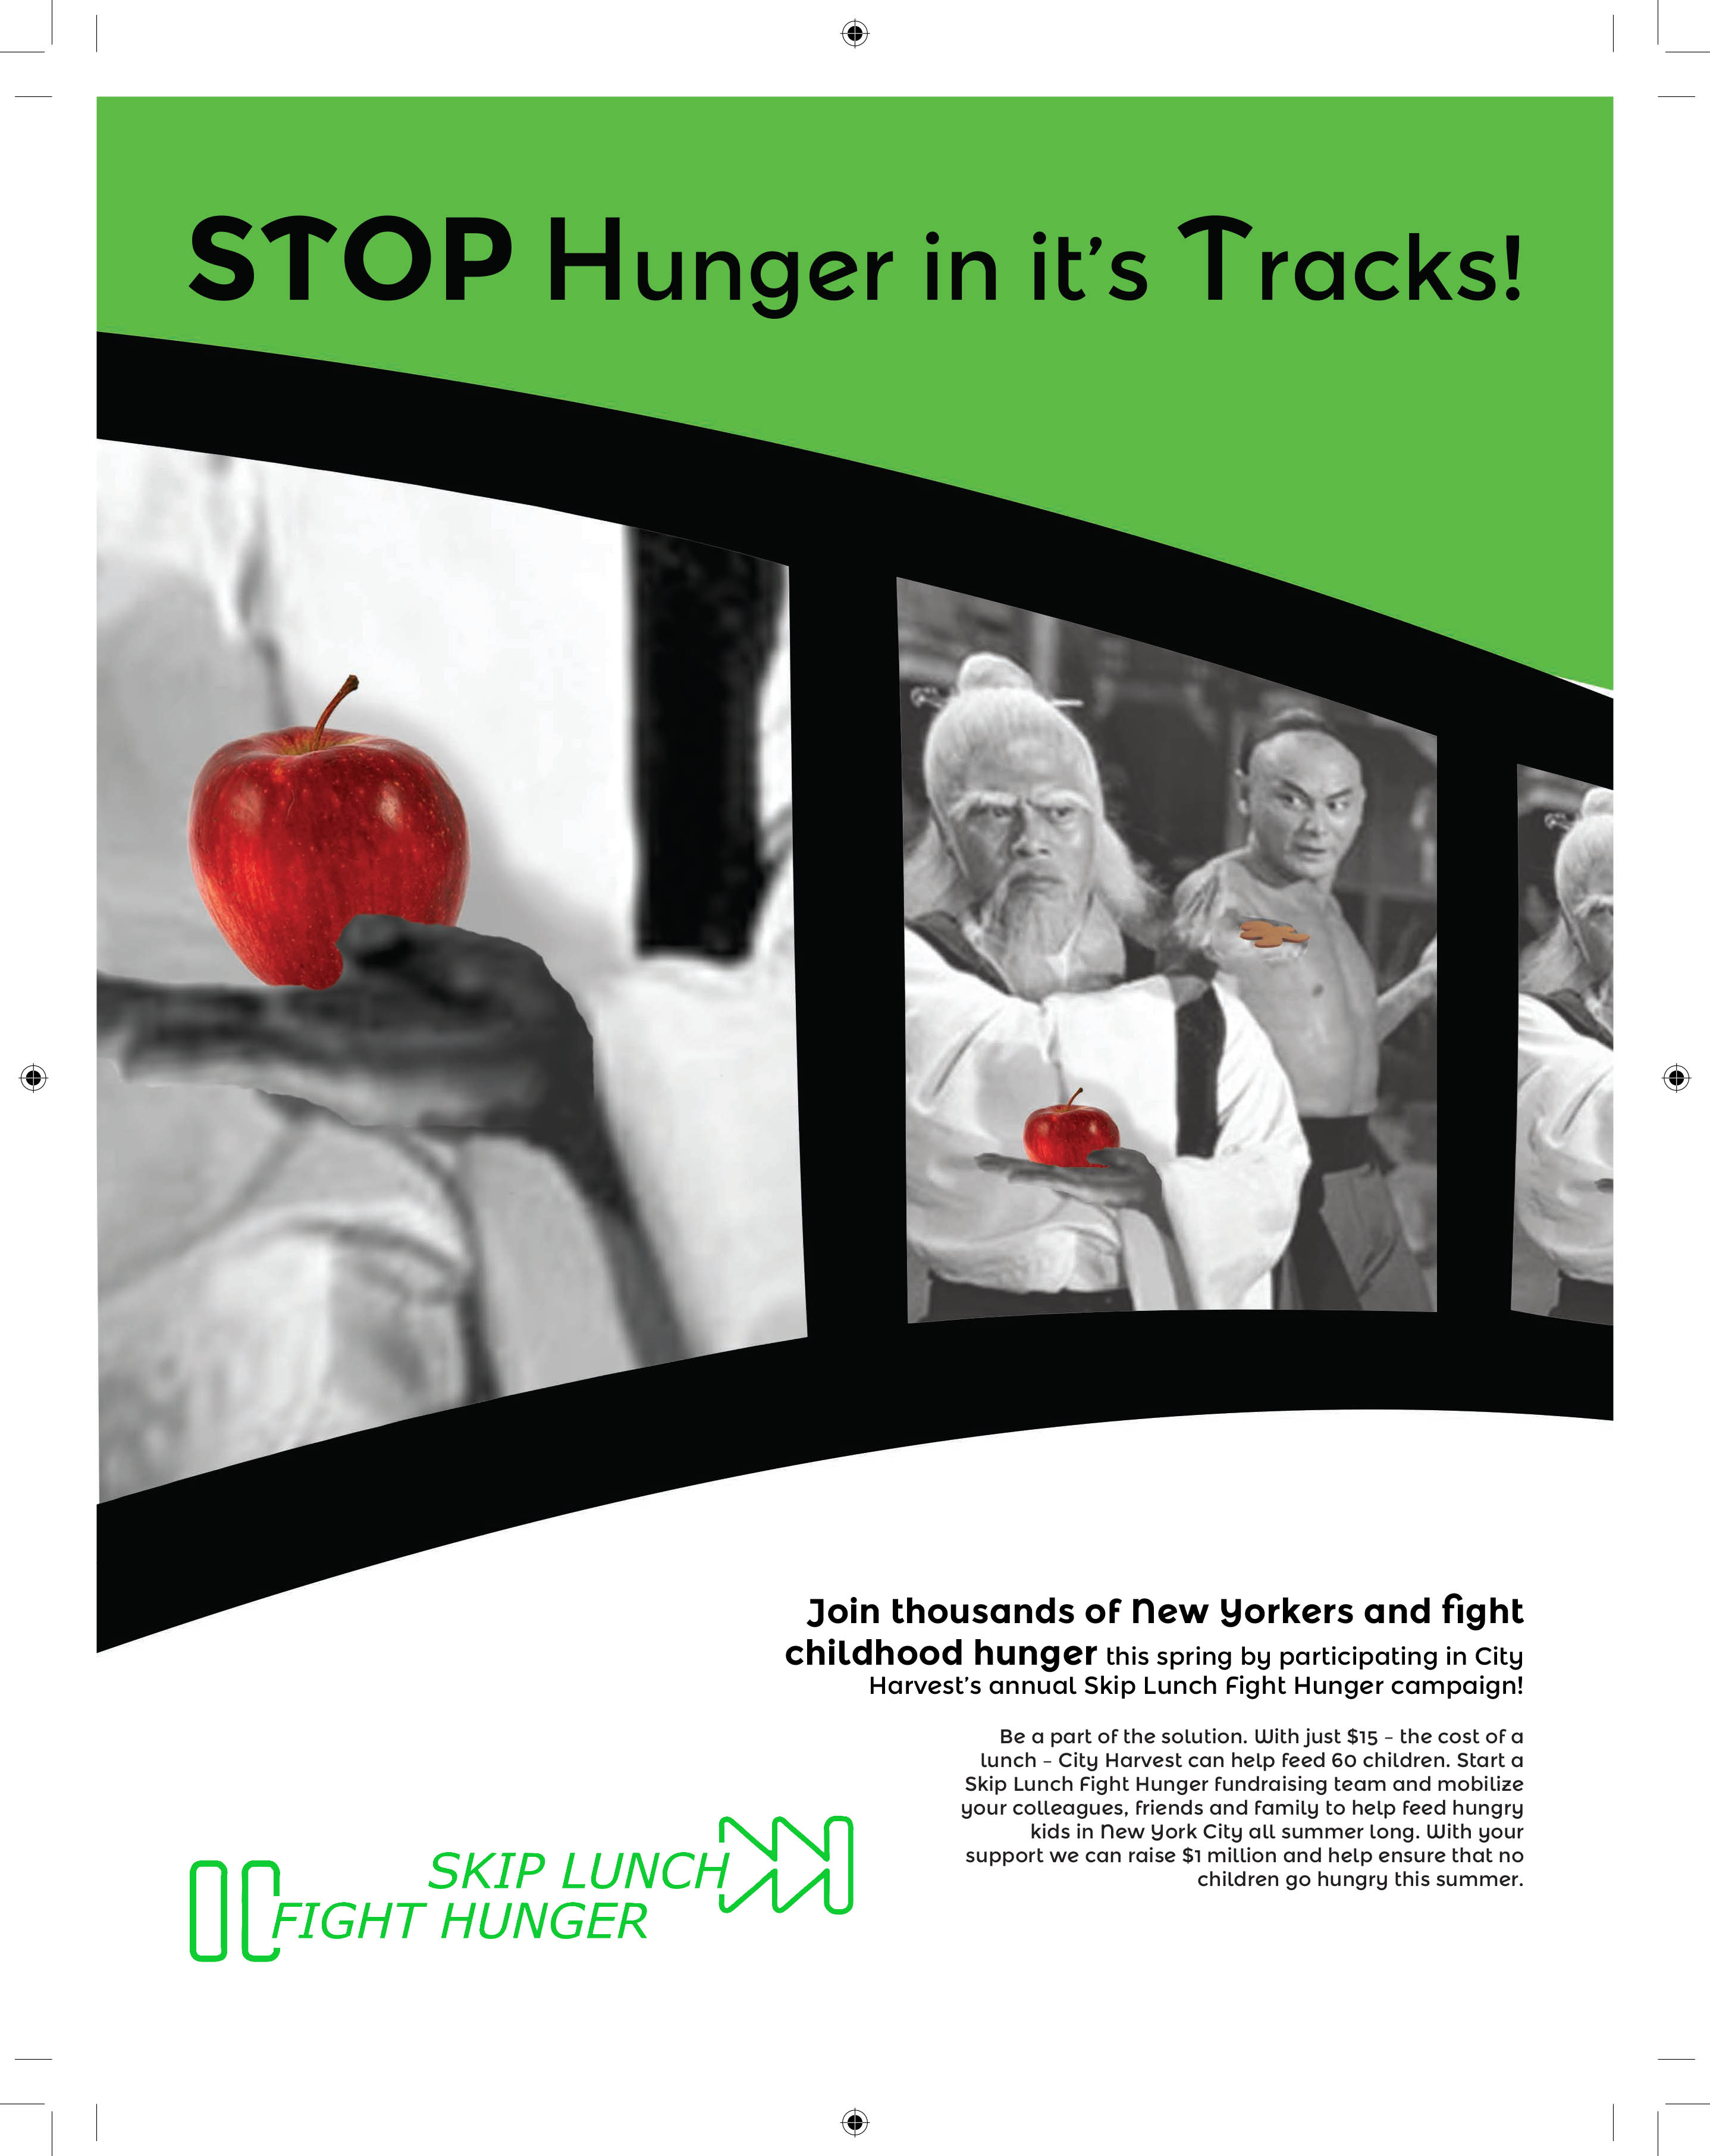 STOP Hunger in it's Tracks!
Join thousands of New Yorkers and fight
childhood hunger this spring by participating in City
Harvest's annual Skip Lunch Fight Hunger campaign!
Be a part of the solution. With just $15 – the cost of a
lunch – City Harvest can help feed 60 children. Start a
Skip Lunch Fight Hunger fundraising team and mobilize
your colleagues, friends and family to help feed hungry
kids in New York City all summer long. With your
support we can raise $1 million and help ensure that no
children go hungry this summer.
SKIP LUNCH
FIGHT HUNGER